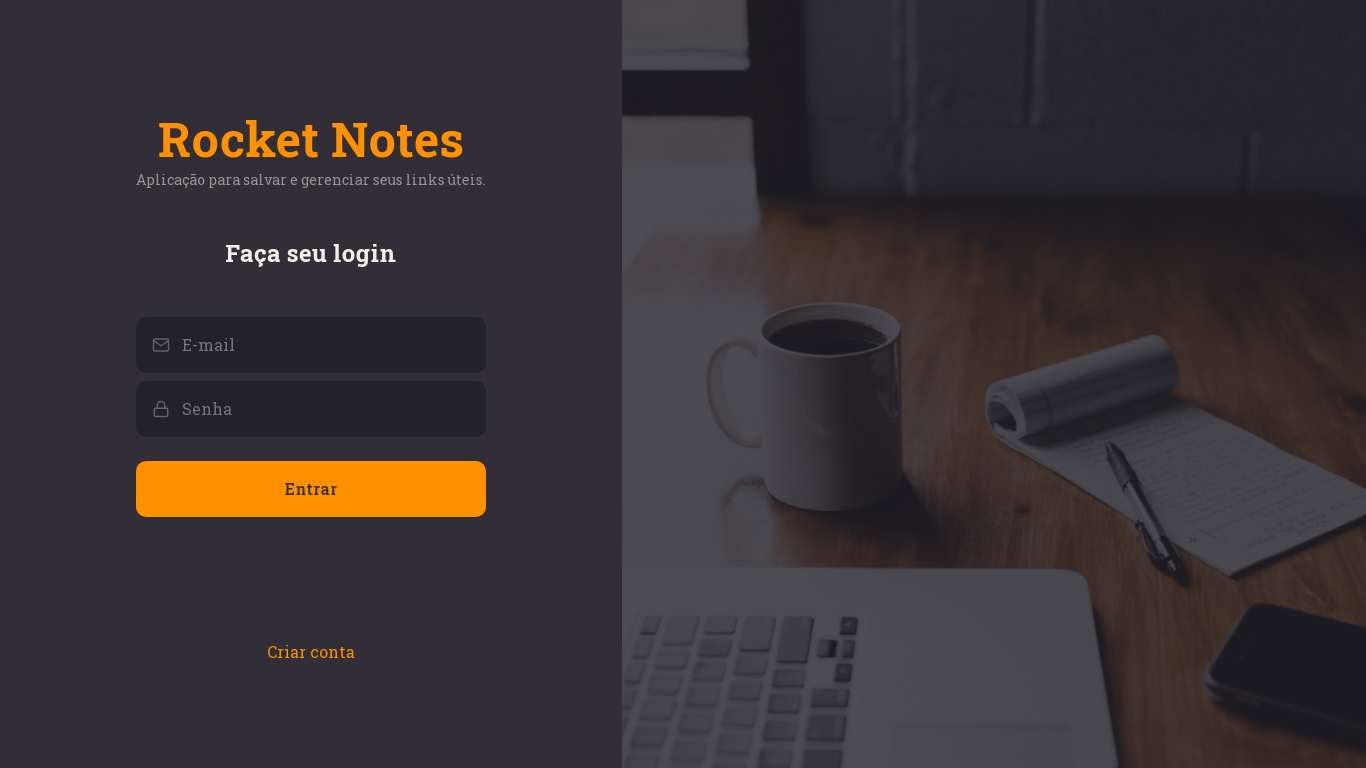 Rocket Notes
Aplicação para salvar e gerenciar seus links úteis.
Faça seu login
E-mail
Senha
Entrar
Criar conta